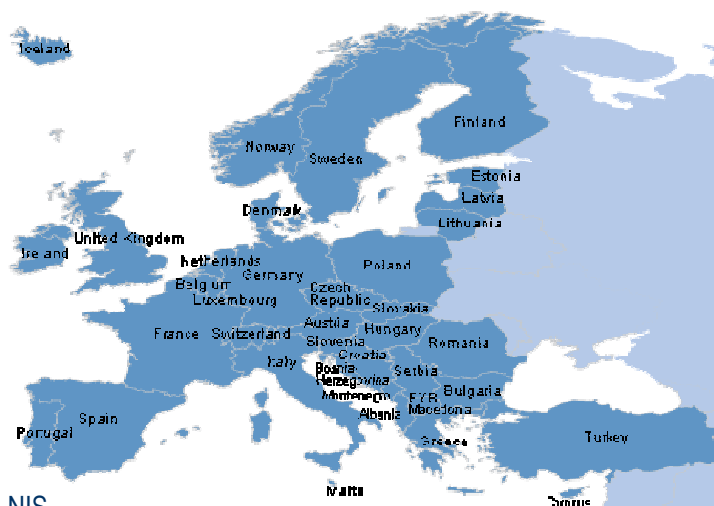 Iceland
Finland
Norway
Sweden
Estonia
Latvia
Denmark
Lithuania
United Kingdom
Ireland
Netherlands
Poland
Germany
Belgium
Czech
Republic
Luxembourg
Slovakia
Austria
Hungary
France
Switzerland
Slovenia
Romania
Croatia
Italy
Bosnia
Serbia
Herzegovina
Bulgaria
Montenegro
FYR
Macedonia
Albania
Spain
Portugal
Greece
Turkey
Malta
Cyprus
NIS